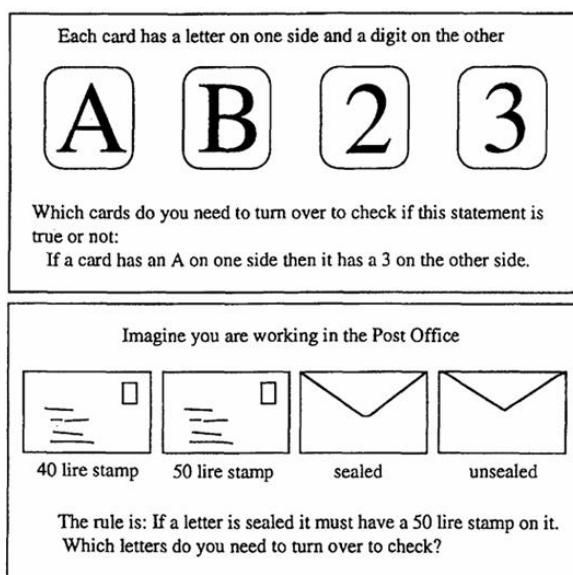 Each card has a letter on one side and a digit on the other
A B 2 3
Which cards do you need to turn over to check if this statement is
true or not:
If a card has an A on one side then it has a 3 on the other side.
Imagine you are working in the Post Office
40 lire stamp 50 lire stamp sealed unsealed
The rule is: If a letter is sealed it must have a 50 lire stamp on it.
Which letters do you need to turn over to check?